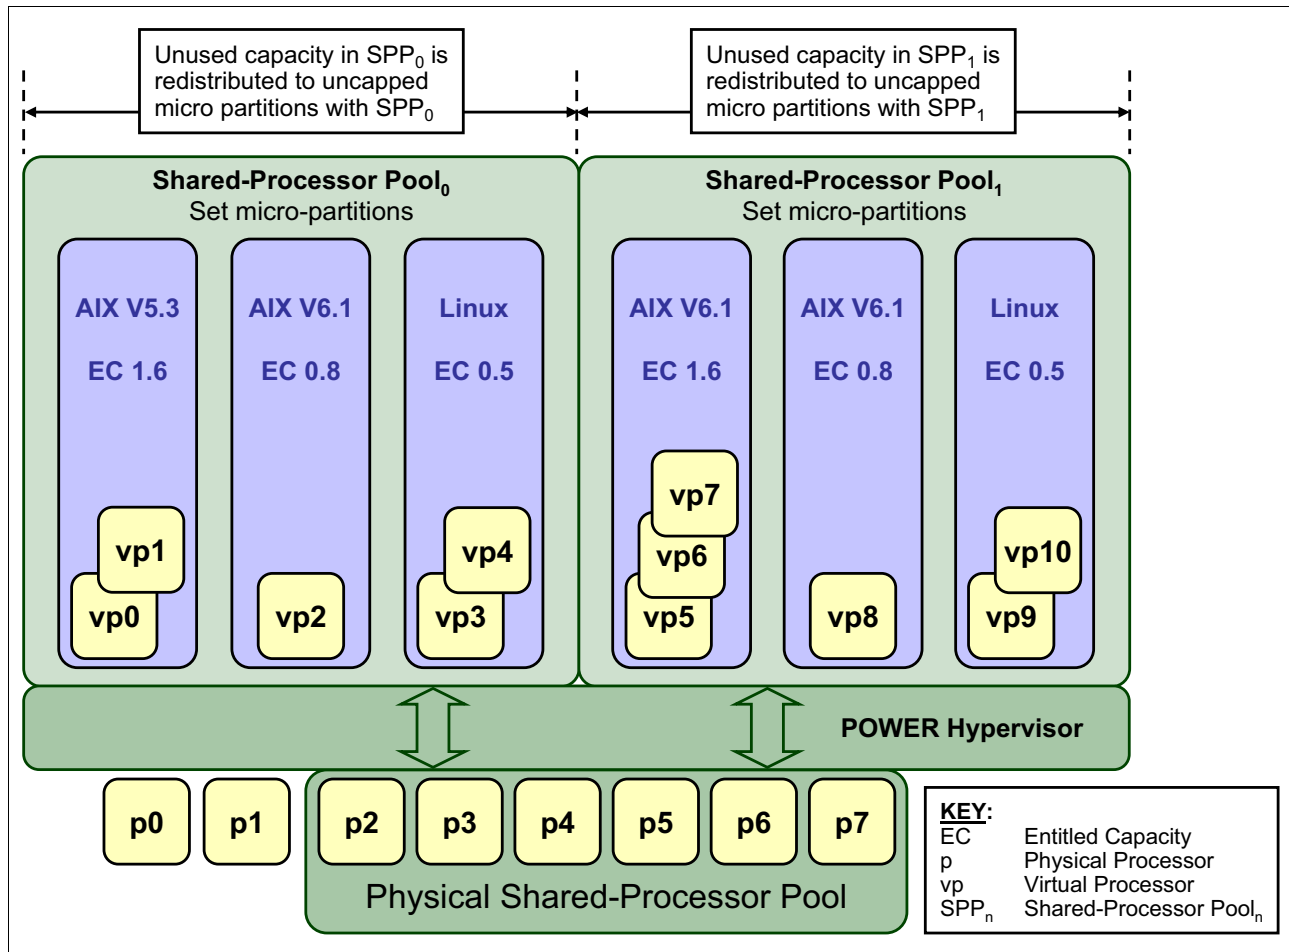 Unused capacity in SPP0 is
redistributed to uncapped
micro partitions with SPP0
Unused capacity in SPP1 is
redistributed to uncapped
micro partitions with SPP1
Shared-Processor Pool0
Set micro-partitions
Shared-Processor Pool1
Set micro-partitions
AIX V5.3
EC 1.6
vp1
vp0
AIX V6.1
EC 0.8
vp2
Linux
EC 0.5
vp4
vp3
AIX V6.1
EC 1.6
vp7
vp6
vp5
AIX V6.1
EC 0.8
vp8
Linux
EC 0.5
vp10
vp9
POWER Hypervisor
p0
p1
p2
p3
p4
p5
p6
p7
Physical Shared-Processor Pool
KEY:
EC Entitled Capacity
p Physical Processor
vp Virtual Processor
SPPn Shared-Processor Pooln